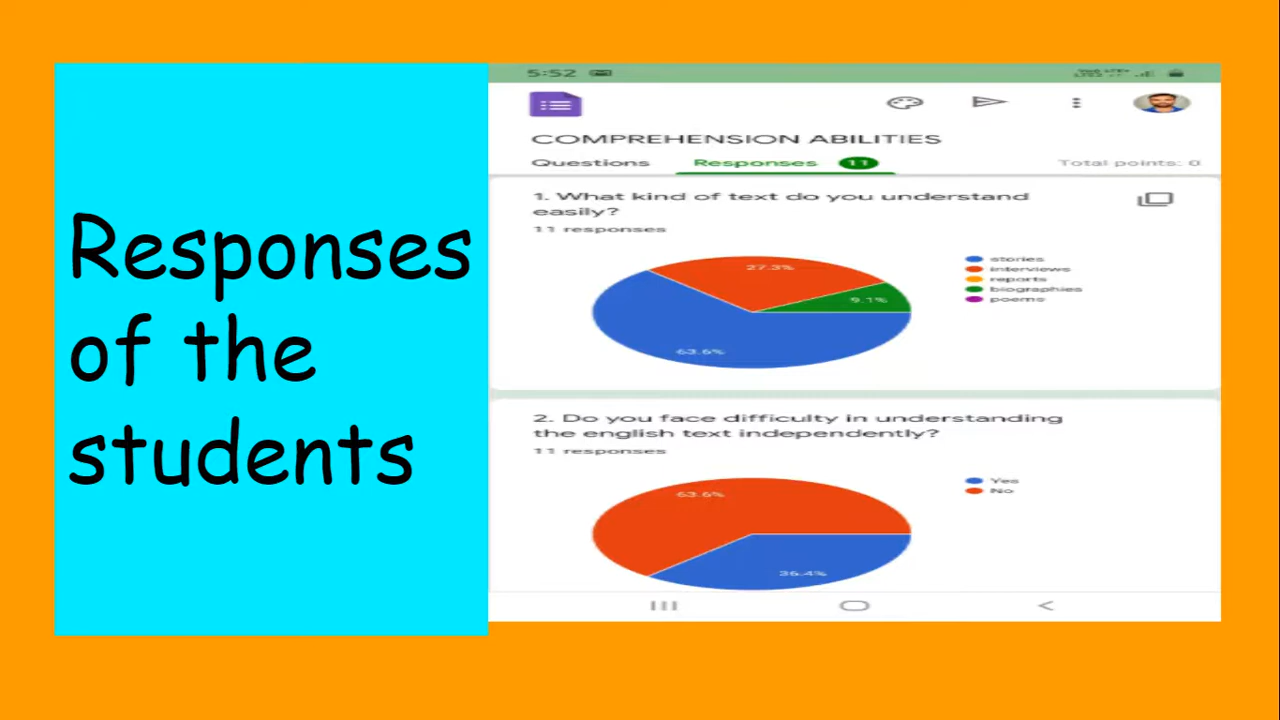 Responses
of the
students
5:52
COMPREHENSION ABILITIES
Questions Responses 11 Total points: 0
1. What kind of text do you understand
easily?
11 responses
27.3%
9.1%
63.6%
stories
interviews
reports
biographies
poems
2. Do you face difficulty in understanding
the english text independently?
11 responses
63.6%
36.4%
Yes
No